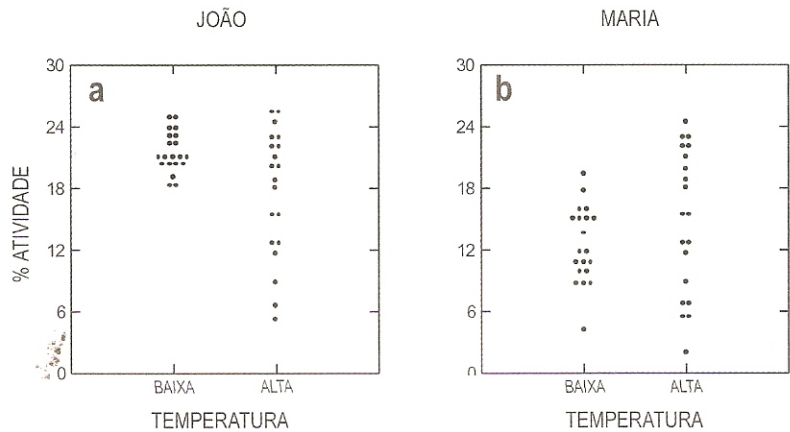 JOÃO
MARIA
a
b
% ATIVIDADE
30
24
18
12
6
0
BAIXA
ALTA
TEMPERATURA
30
24
18
12
6
0
BAIXA
ALTA
TEMPERATURA